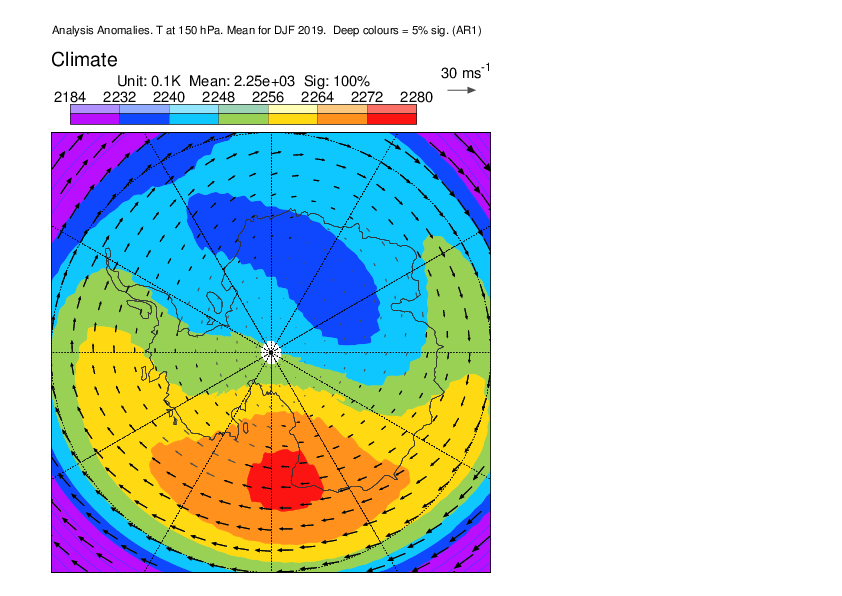 Analysis Anomalies. T at 150 hPa. Mean for DJF 2019. Deep colours = 5% sig. (AR1)
Climate
30 ms-1
Unit: 0.1K Mean: 2.25e+03 Sig: 100%
2184 2232 2240 2248 2256 2264 2272 2280